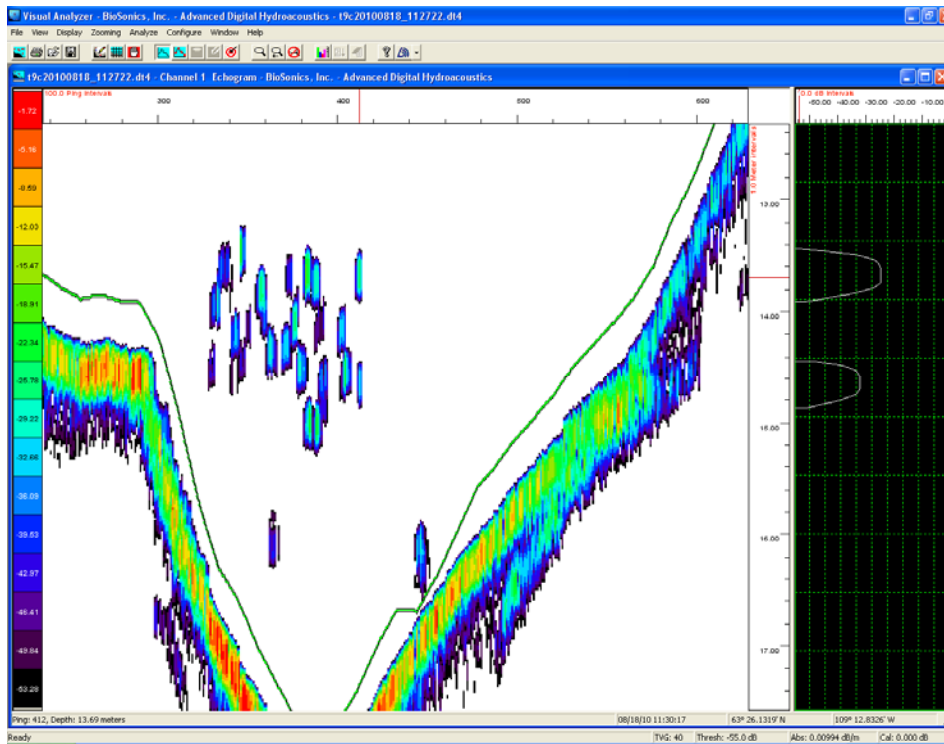 Visual Analyzer - BioSonics, Inc. - Advanced Digital Hydroacoustics - t9c20100818_112722.dt4
File View Display Zooming Analyze Configure Window Help
t9c20100818_112722.dt4 - Channel 1 Echogram - BioSonics, Inc. - Advanced Digital Hydroacoustics
100.0 Ping Intervals
300 400 500 600
0.0 dB Intervals
-50.00 -40.00 -30.00 -20.00 -10.00
1.0 Meter Intervals
-1.72
-5.16
-8.59
-12.03
-15.47
-18.91
-22.34
-25.78
-29.22
-32.66
-36.09
-39.53
-42.97
-46.41
-49.84
-53.28
13.00
14.00
15.00
16.00
17.00
Ping: 412, Depth: 13.69 meters 08/18/10 11:30:17 63° 26.1319' N 109° 12.8326' W
Ready TVG: 40 Thresh: -55.0 dB Abs: 0.00994 dB/m Cal: 0.000 dB